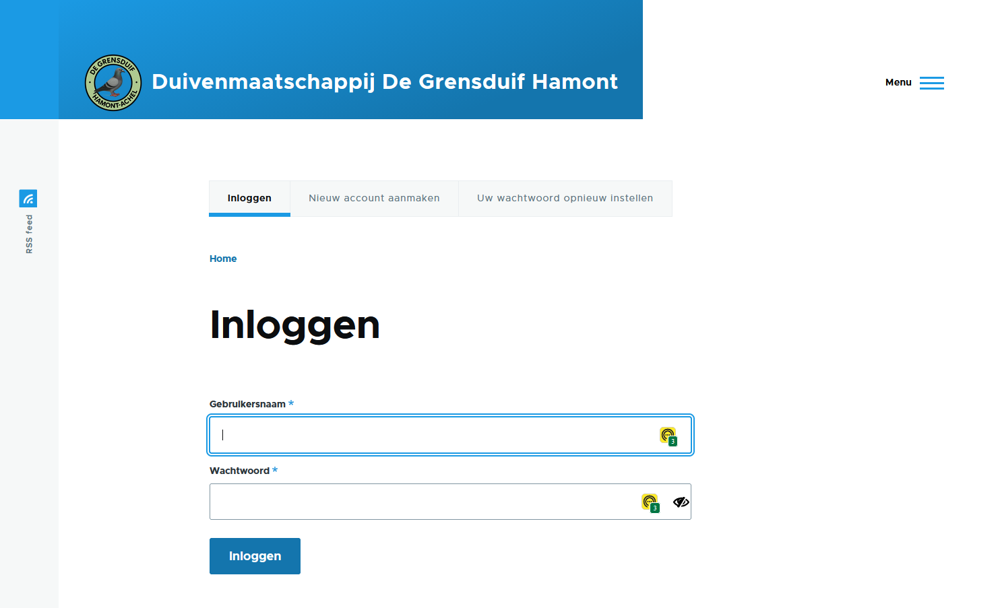 DE GRENSDUIF
HAMONT-ACHEL
Duivenmaatschappij De Grensduif Hamont
Menu
RSS feed
Inloggen
Nieuw account aanmaken
Uw wachtwoord opnieuw instellen
Home
Inloggen
Gebruikersnaam *
3
Wachtwoord *
3
Inloggen